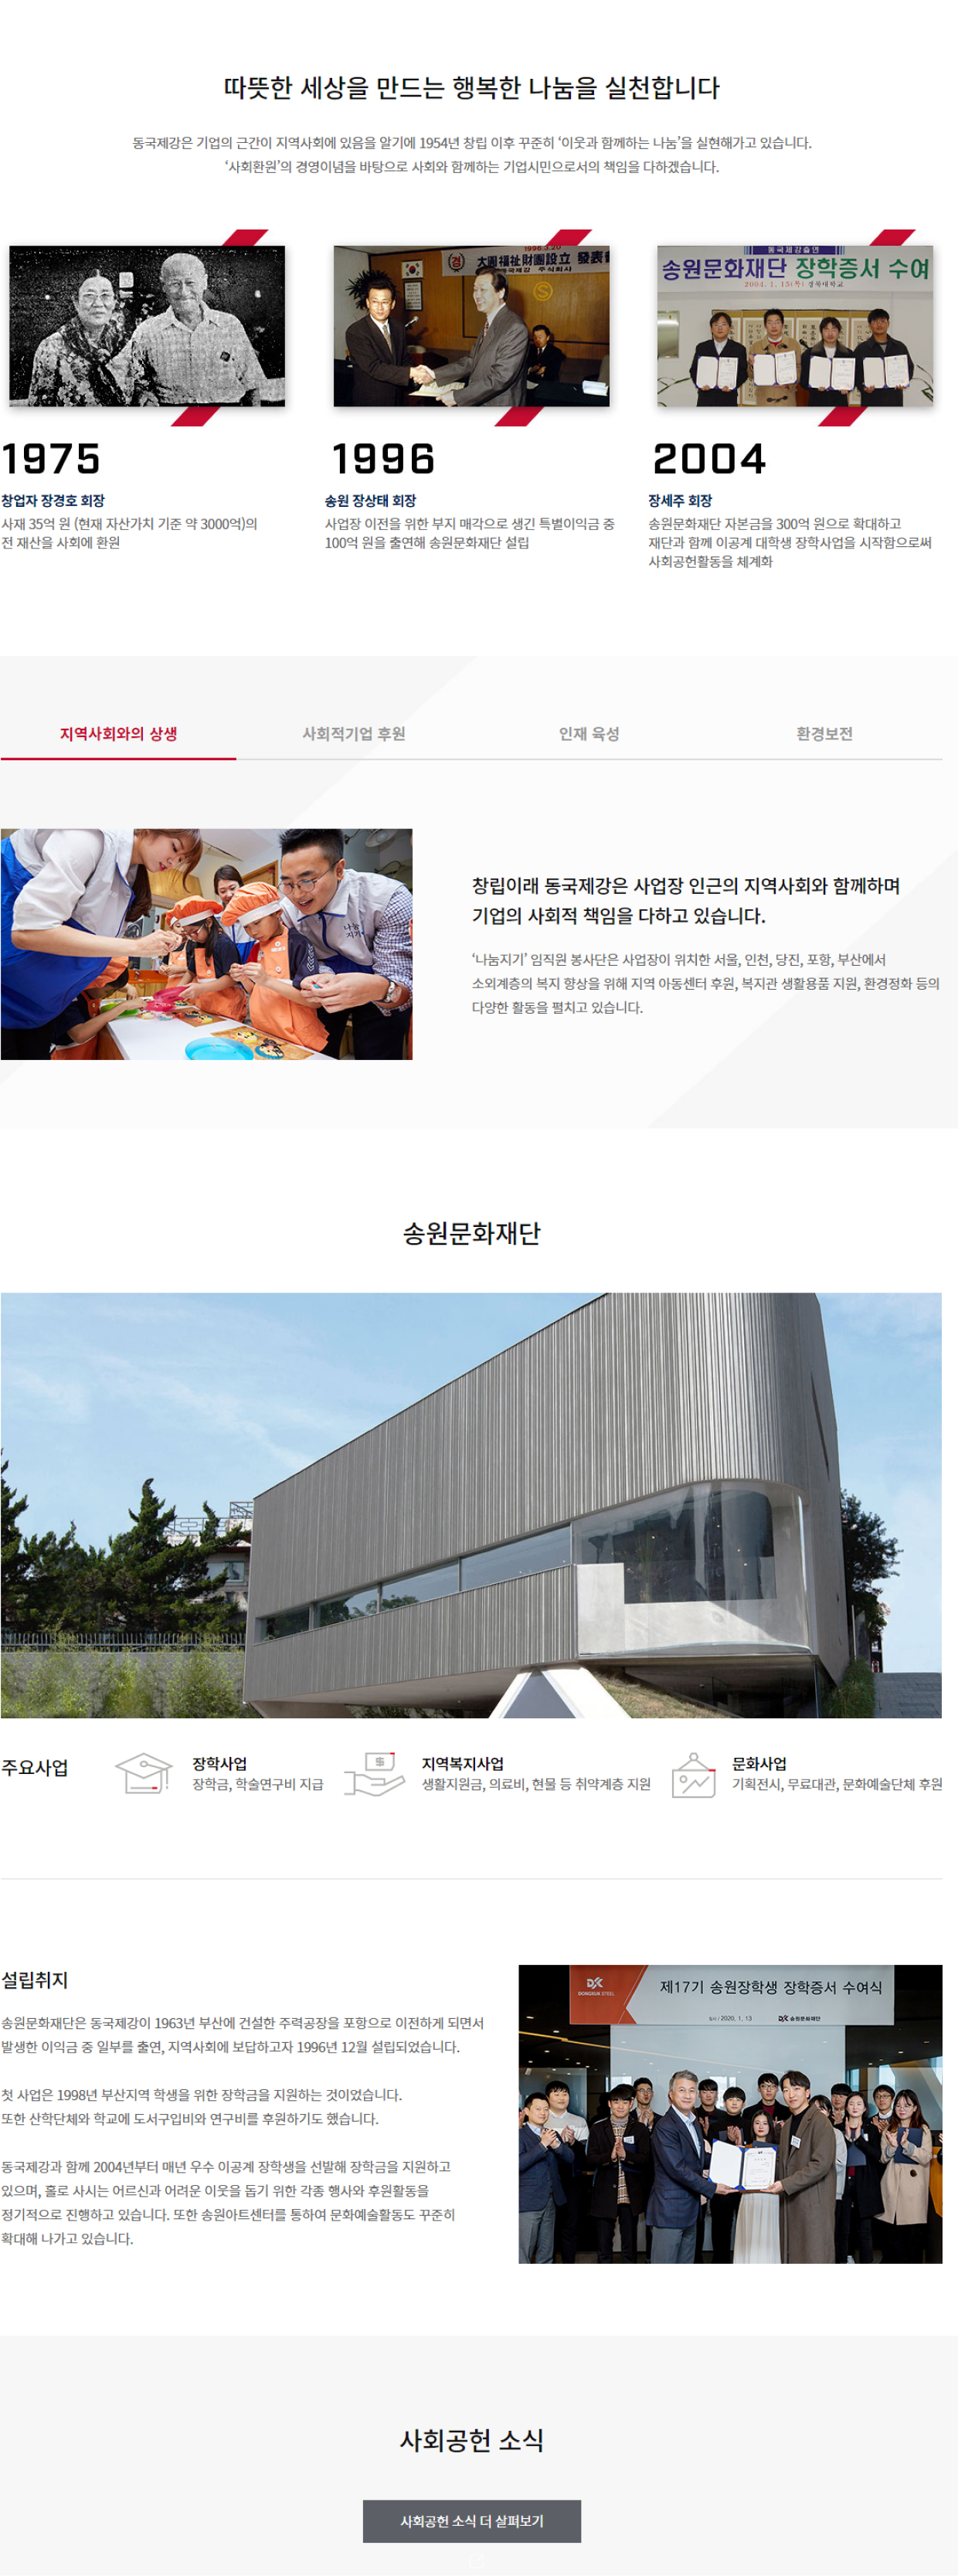 따뜻한 세상을 만드는 행복한 나눔을 실천합니다
동국제강은 기업의 근간이 지역사회에 있음을 알기에 1954년 창립 이후 꾸준히 ‘이웃과 함께하는 나눔’을 실현해가고 있습니다.
‘사회환원’의 경영이념을 바탕으로 사회와 함께하는 기업시민으로서의 책임을 다하겠습니다.
1996.3.20
大圓福祉財團設立 發表
동국제강 주식회사
동국제강출연
송원문화재단 장학증서 수여
2004. 1. 15(목) 경북대학교
1975
창업자 장경호 회장
사재 35억 원 (현재 자산가치 기준 약 3000억)의
전 재산을 사회에 환원
1996
송원 장상태 회장
사업장 이전을 위한 부지 매각으로 생긴 특별이익금 중
100억 원을 출연해 송원문화재단 설립
2004
장세주 회장
송원문화재단 자본금을 300억 원으로 확대하고
재단과 함께 이공계 대학생 장학사업을 시작함으로써
사회공헌활동을 체계화
지역사회와의 상생
사회적기업 후원
인재 육성
환경보전
나눔
지기
창립이래 동국제강은 사업장 인근의 지역사회와 함께하며
기업의 사회적 책임을 다하고 있습니다.
‘나눔지기’ 임직원 봉사단은 사업장이 위치한 서울, 인천, 당진, 포항, 부산에서
소외계층의 복지 향상을 위해 지역 아동센터 후원, 복지관 생활용품 지원, 환경정화 등의
다양한 활동을 펼치고 있습니다.
송원문화재단
주요사업
장학사업
장학금, 학술연구비 지급
$
지역복지사업
생활지원금, 의료비, 현물 등 취약계층 지원
문화사업
기획전시, 무료대관, 문화예술단체 후원
설립취지
송원문화재단은 동국제강이 1963년 부산에 건설한 주력공장을 포항으로 이전하게 되면서
발생한 이익금 중 일부를 출연, 지역사회에 보답하고자 1996년 12월 설립되었습니다.
첫 사업은 1998년 부산지역 학생을 위한 장학금을 지원하는 것이었습니다.
또한 산학단체와 학교에 도서구입비와 연구비를 후원하기도 했습니다.
동국제강과 함께 2004년부터 매년 우수 이공계 장학생을 선발해 장학금을 지원하고
있으며, 홀로 사시는 어르신과 어려운 이웃을 돕기 위한 각종 행사와 후원활동을
정기적으로 진행하고 있습니다. 또한 송원아트센터를 통하여 문화예술활동도 꾸준히
확대해 나가고 있습니다.
DK
DONGKUK STEEL
제17기 송원장학생 장학증서 수여식
일시 / 2020. 1. 13
DK 송원문화재단
사회공헌 소식
사회공헌 소식 더 살펴보기